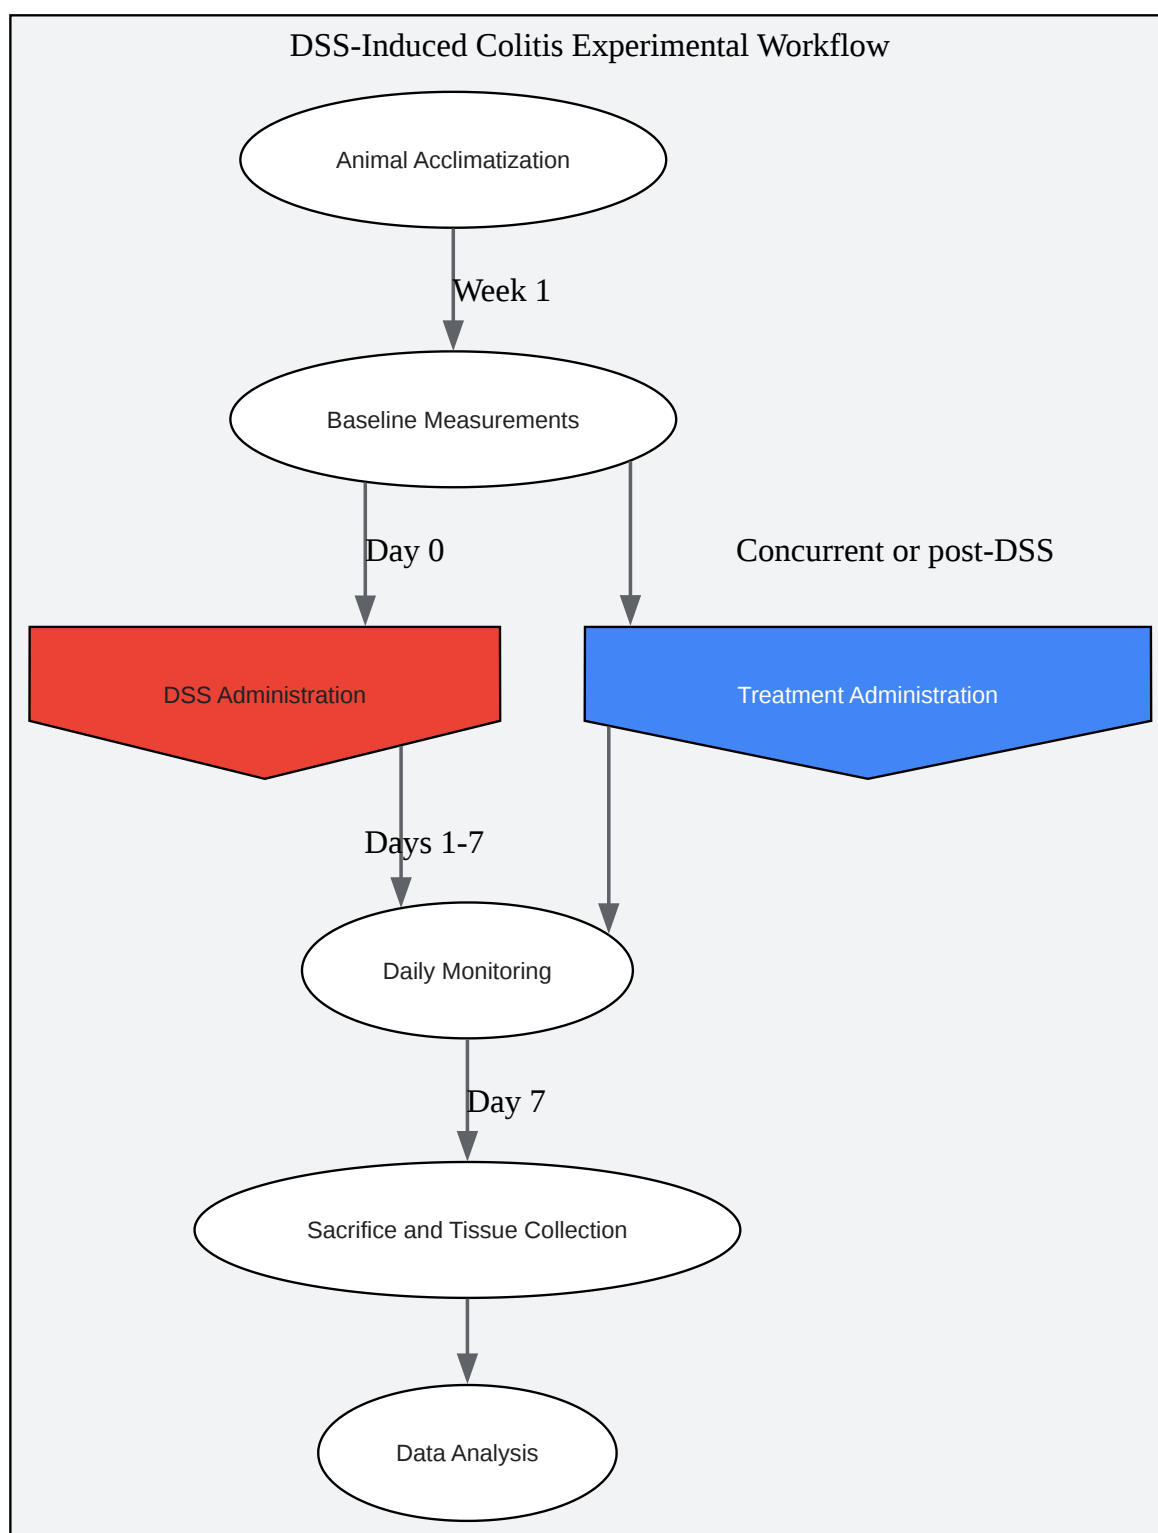 DSS-Induced Colitis Experimental Workflow
Animal Acclimatization
Week 1
Baseline Measurements
Day 0
Concurrent or post-DSS
DSS Administration
Treatment Administration
Days 1-7
Daily Monitoring
Day 7
Sacrifice and Tissue Collection
Data Analysis